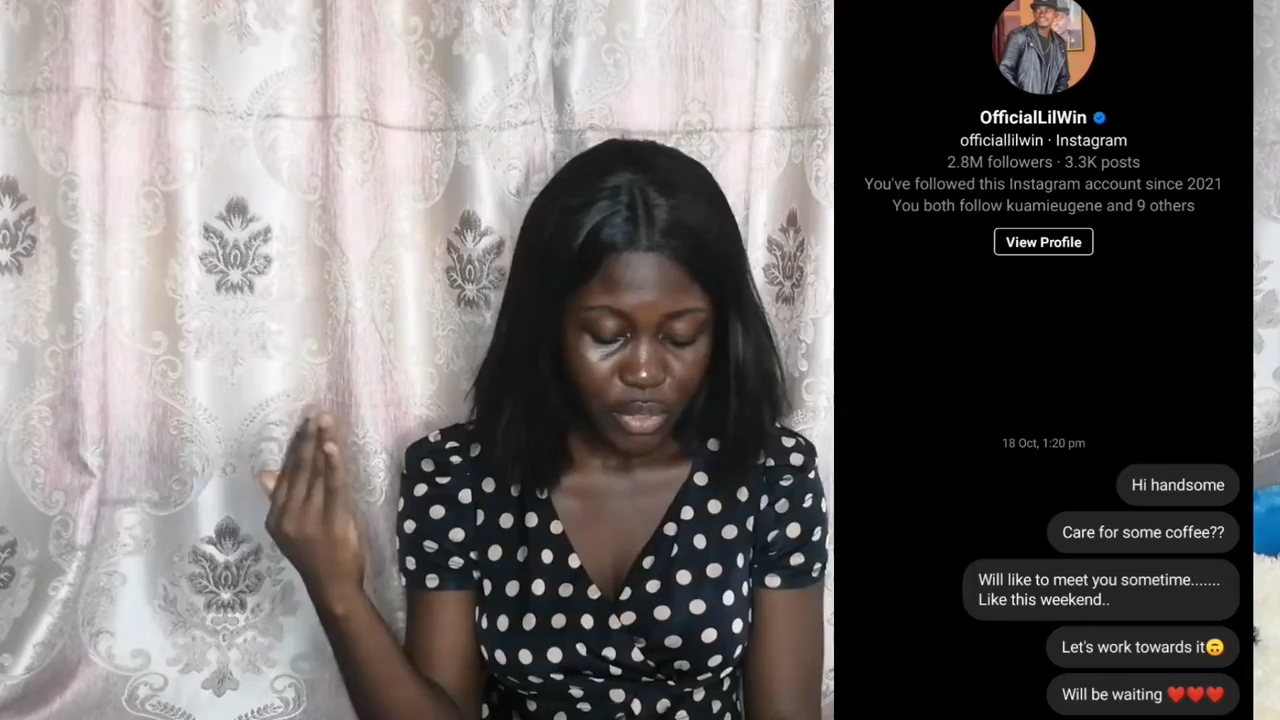 OfficialLilWin
officiallilwin · Instagram
2.8M followers · 3.3K posts
You've followed this Instagram account since 2021
You both follow kuamieugene and 9 others
View Profile
18 Oct, 1:20 pm
Hi handsome
Care for some coffee??
Will like to meet you sometime.......
Like this weekend..
Let's work towards it🙃
Will be waiting ❤️❤️❤️